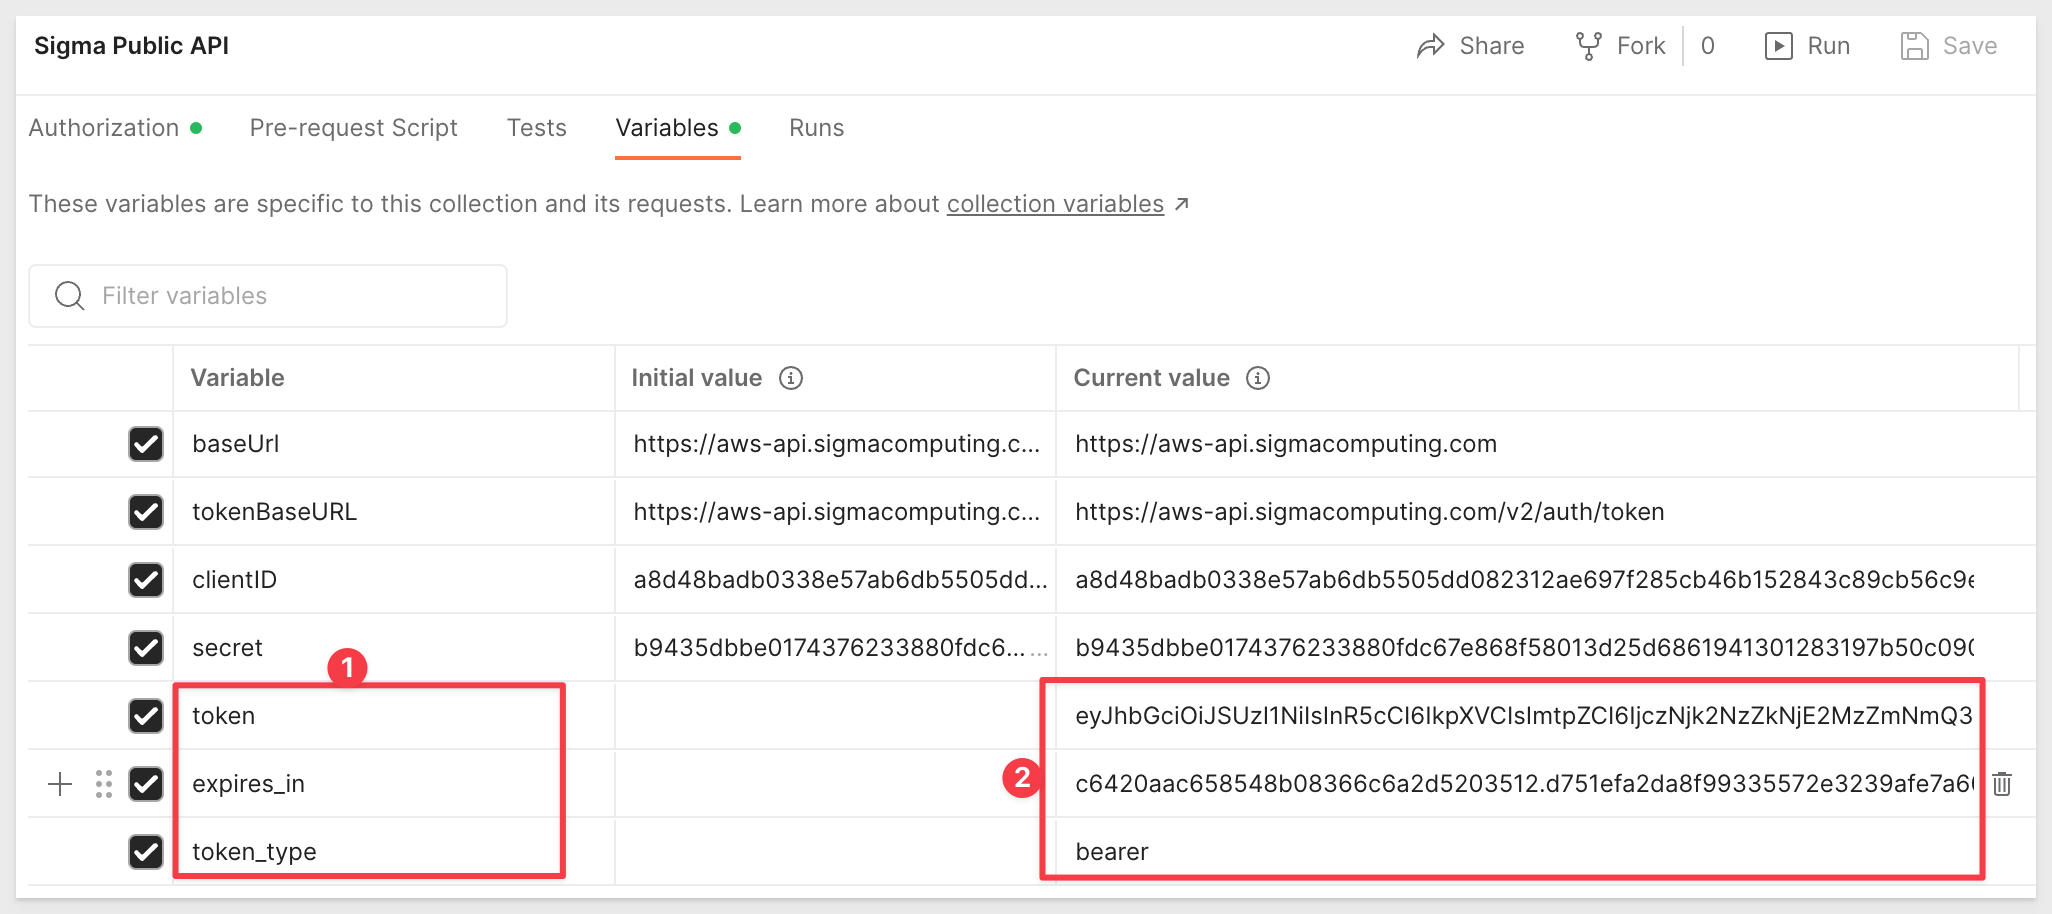 Sigma Public API
Share Fork 0 Run Save
Authorization Pre-request Script Tests Variables Runs
These variables are specific to this collection and its requests. Learn more about collection variables ↗
Filter variables
Variable Initial value Current value
baseUrl https://aws-api.sigmacomputing.c... https://aws-api.sigmacomputing.com
tokenBaseURL https://aws-api.sigmacomputing.c... https://aws-api.sigmacomputing.com/v2/auth/token
clientID a8d48badb0338e57ab6db5505dd... a8d48badb0338e57ab6db5505dd082312ae697f285cb46b152843c89cb56c9e
secret b9435dbbe0174376233880fdc6... ... b9435dbbe0174376233880fdc67e868f58013d25d6861941301283197b50c090
1
token eyJhbGciOiJSUzI1NiIsInR5cCI6IkpXVCIsImtpZCI6IjczNjk2NzZkNjE2MzZmNmQ3
expires_in 2 c6420aac658548b08366c6a2d5203512.d751efa2da8f99335572e3239afe7a6
token_type bearer